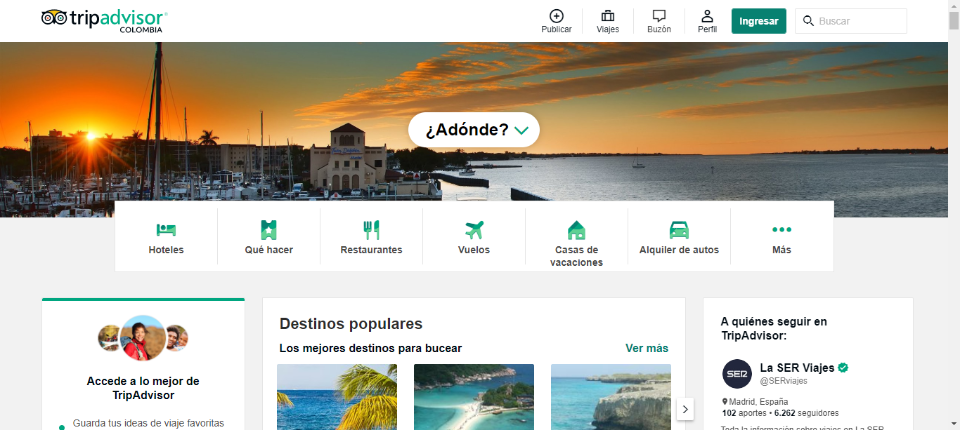 tripadvisor®
COLOMBIA
Publicar
Viajes
Buzón
Perfil
Ingresar
Buscar
¿Adónde?
Hoteles
Qué hacer
Restaurantes
Vuelos
Casas de
vacaciones
Alquiler de autos
Más
Accede a lo mejor de
TripAdvisor
Guarda tus ideas de viaje favoritas
Destinos populares
Los mejores destinos para bucear
Ver más
A quiénes seguir en
TripAdvisor:
SER
La SER Viajes
@SERviajes
Madrid, España
102 aportes • 6.262 seguidores
Toda la información sobre viajes en La SER